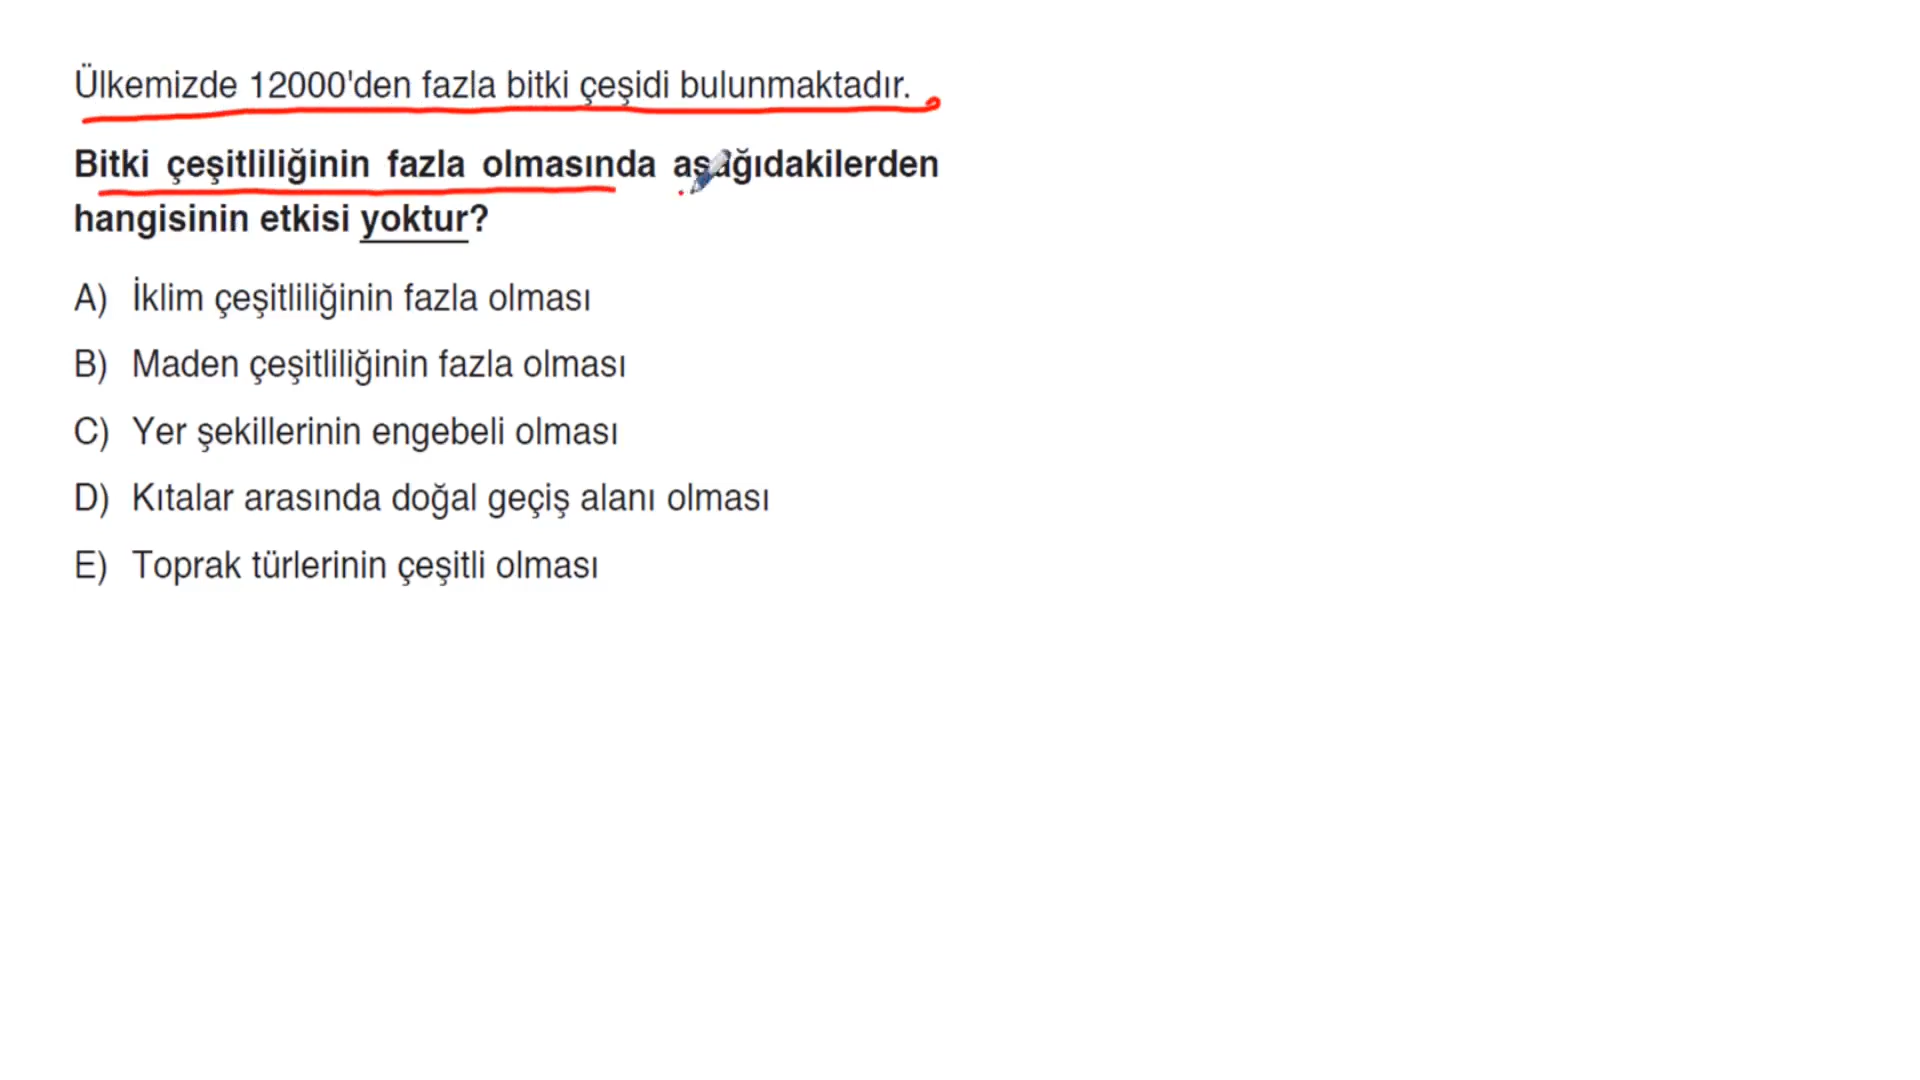 Ülkemizde 12000'den fazla bitki çeşidi bulunmaktadır.
Bitki çeşitliliğinin fazla olmasında aşağıdakilerden
hangisinin etkisi yoktur?
A) İklim çeşitliliğinin fazla olması
B) Maden çeşitliliğinin fazla olması
C) Yer şekillerinin engebeli olması
D) Kıtalar arasında doğal geçiş alanı olması
E) Toprak türlerinin çeşitli olması